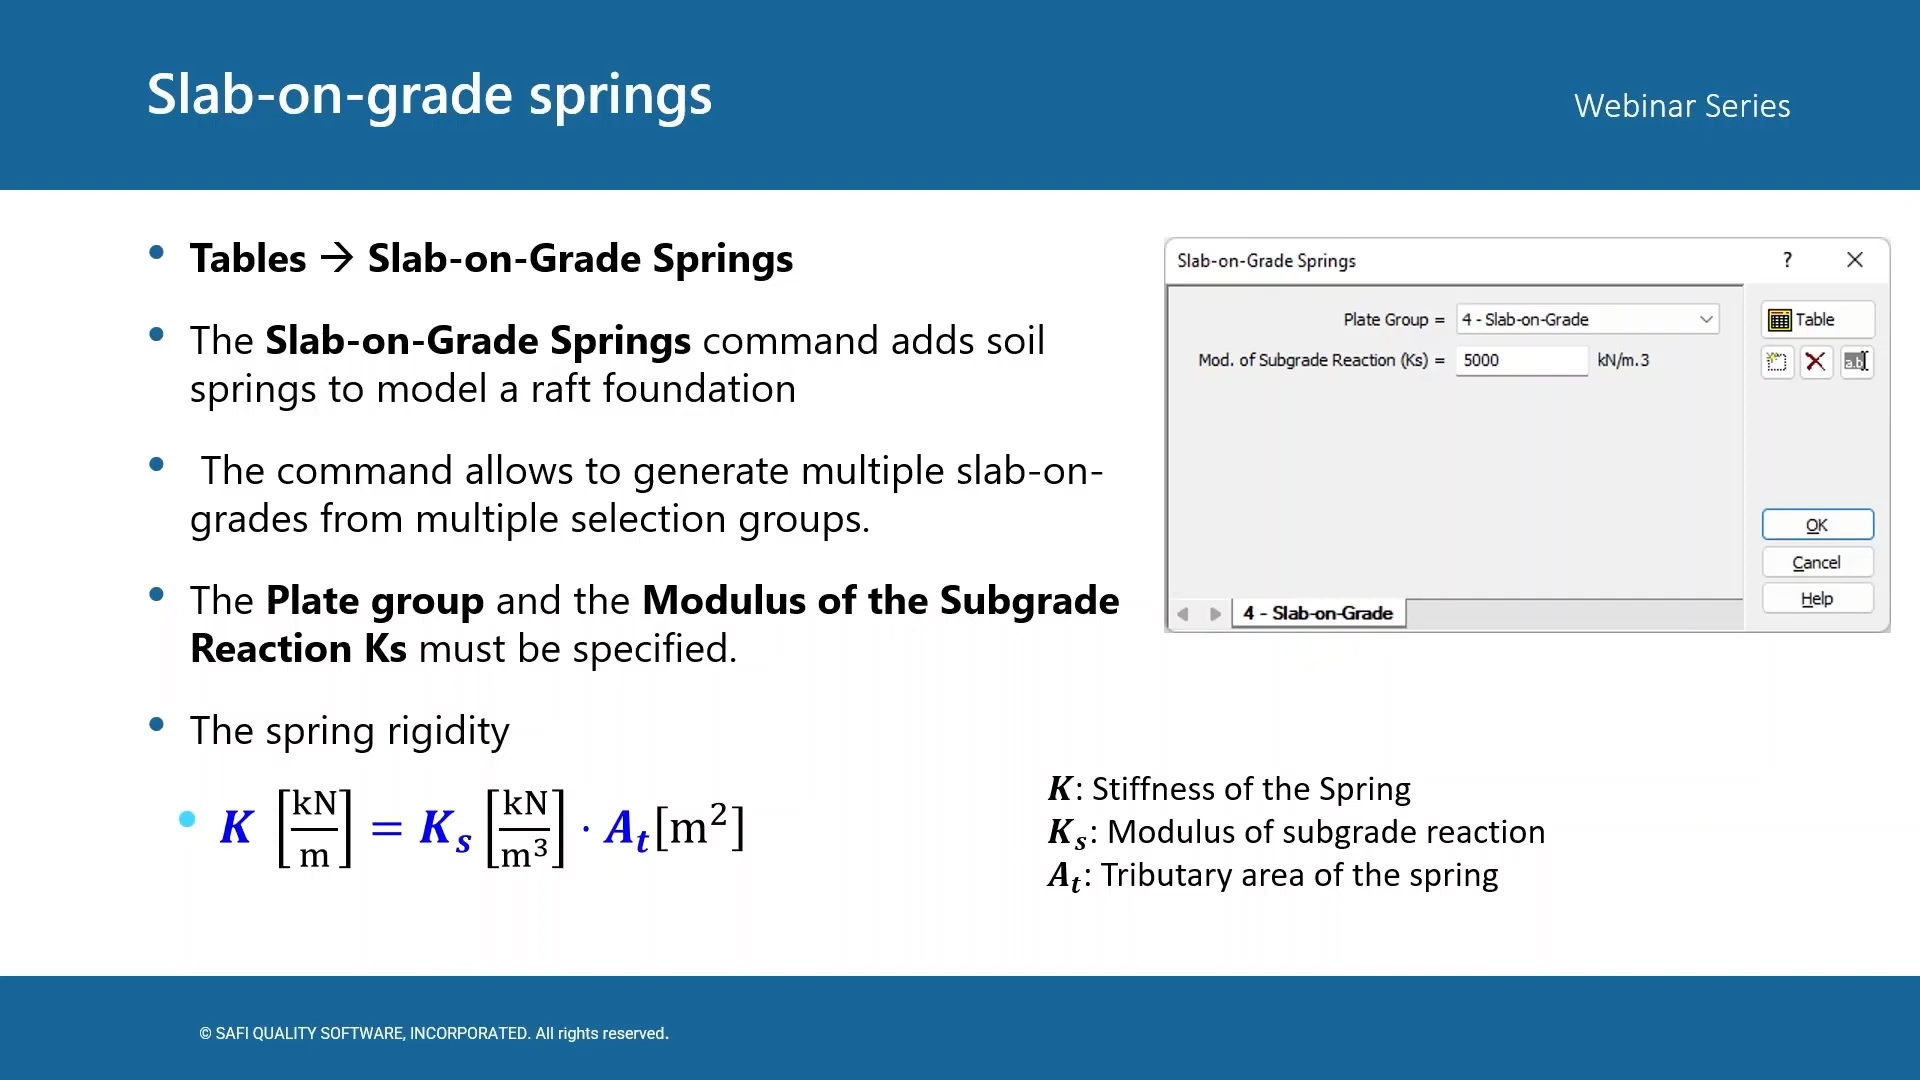 Slab-on-grade springs
Webinar Series
• Tables → Slab-on-Grade Springs
• The Slab-on-Grade Springs command adds soil
springs to model a raft foundation
• The command allows to generate multiple slab-on-
grades from multiple selection groups.
• The Plate group and the Modulus of the Subgrade
Reaction Ks must be specified.
• The spring rigidity
• K [kN/m] = Kₛ [kN/m³] · Aₜ[m²]
Slab-on-Grade Springs ? ×
Plate Group = 4 - Slab-on-Grade
Mod. of Subgrade Reaction (Ks) = 5000 kN/m.3
Table
ab
OK
Cancel
Help
4 - Slab-on-Grade
K: Stiffness of the Spring
Kₛ: Modulus of subgrade reaction
Aₜ: Tributary area of the spring
© SAFI QUALITY SOFTWARE, INCORPORATED. All rights reserved.